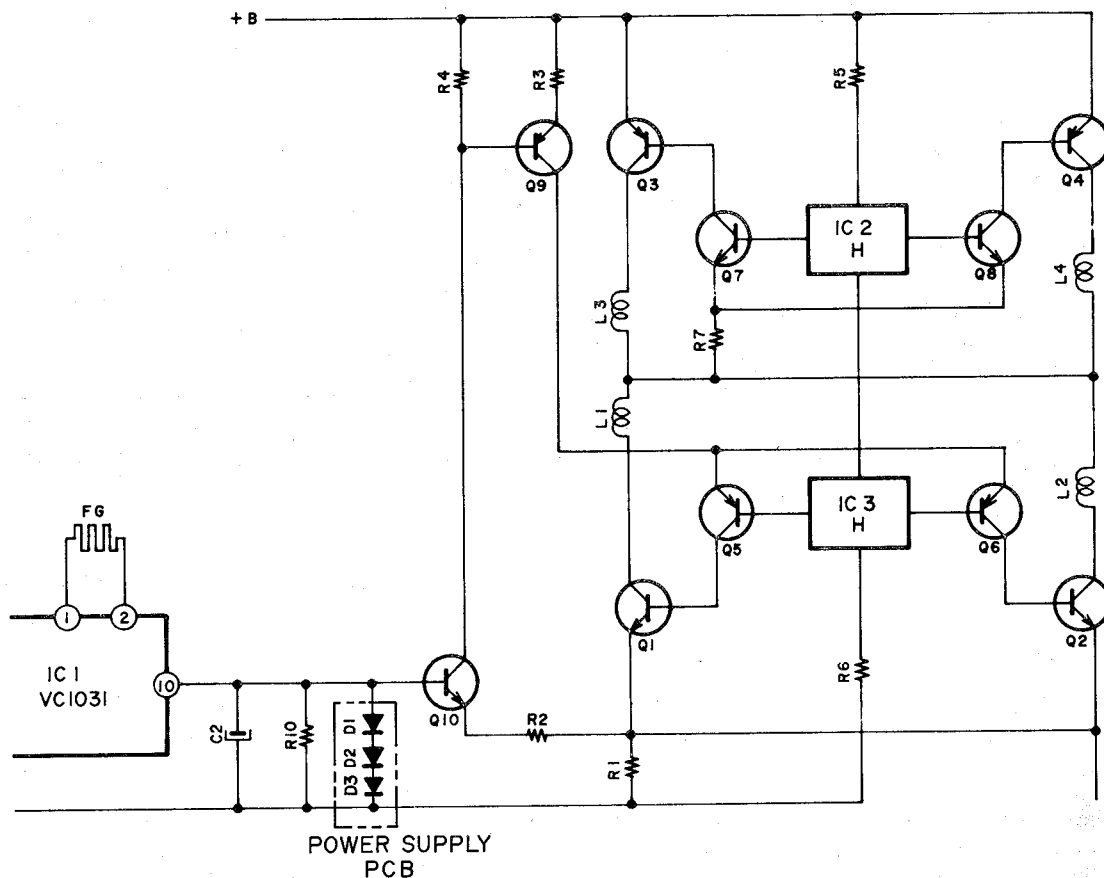 + B
R4
R3
R5
Q9
Q3
Q4
IC 2
H
Q7
Q8
L3
L4
R7
L1
L2
IC 3
H
Q5
Q6
FG
1
2
IC 1
VC1031
10
Q1
Q2
R6
Q10
R2
R1
C2
R10
D1
D2
D3
POWER SUPPLY
PCB